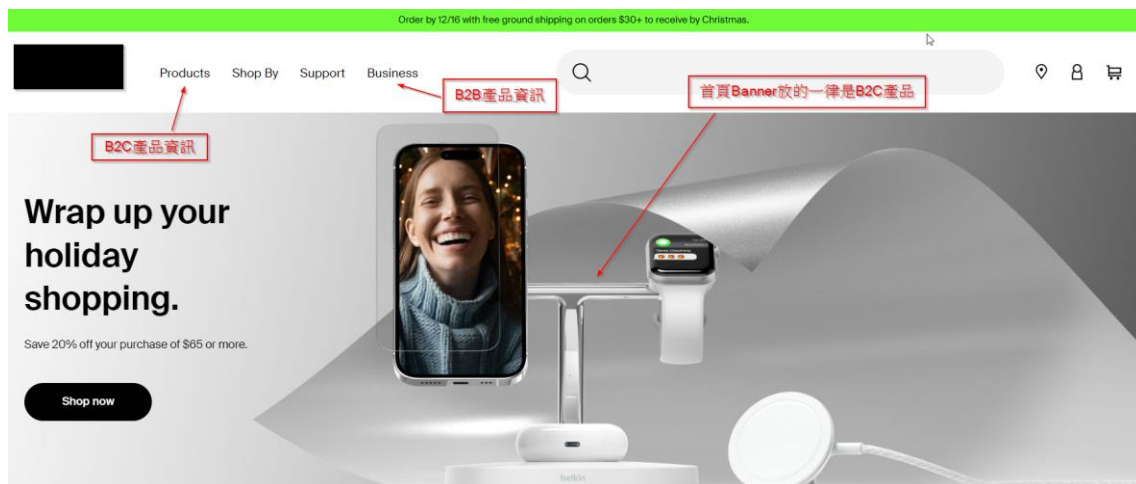 Order by 12/16 with free ground shipping on orders $30+ to receive by Christmas.
Products Shop By Support Business
B2B產品資訊
首頁Banner放的一律是B2C產品
B2C產品資訊
Wrap up your
holiday
shopping.
Save 20% off your purchase of $65 or more.
Shop now
belkin